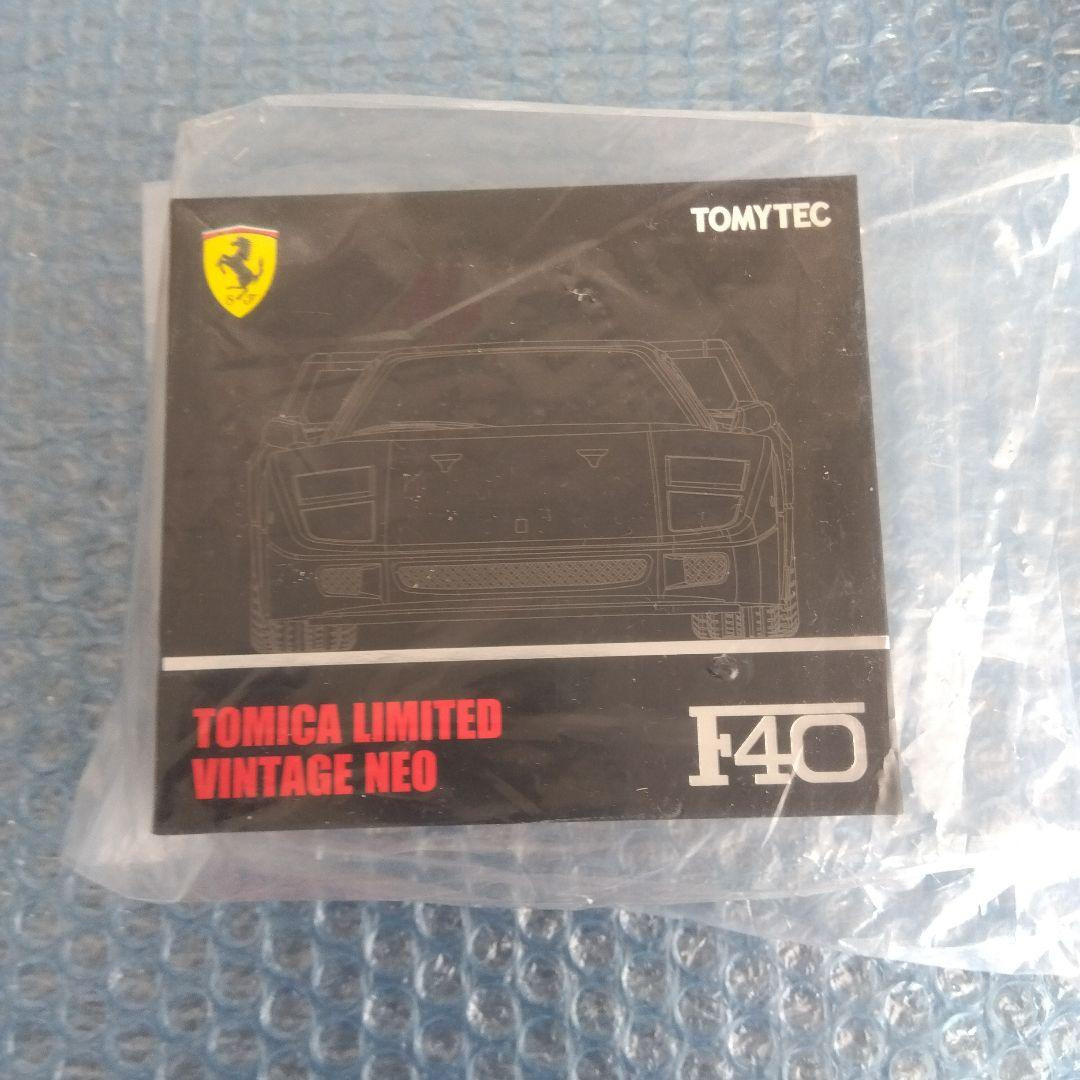 TOMYTEC
S F
TOMICA LIMITED
VINTAGE NEO
F40